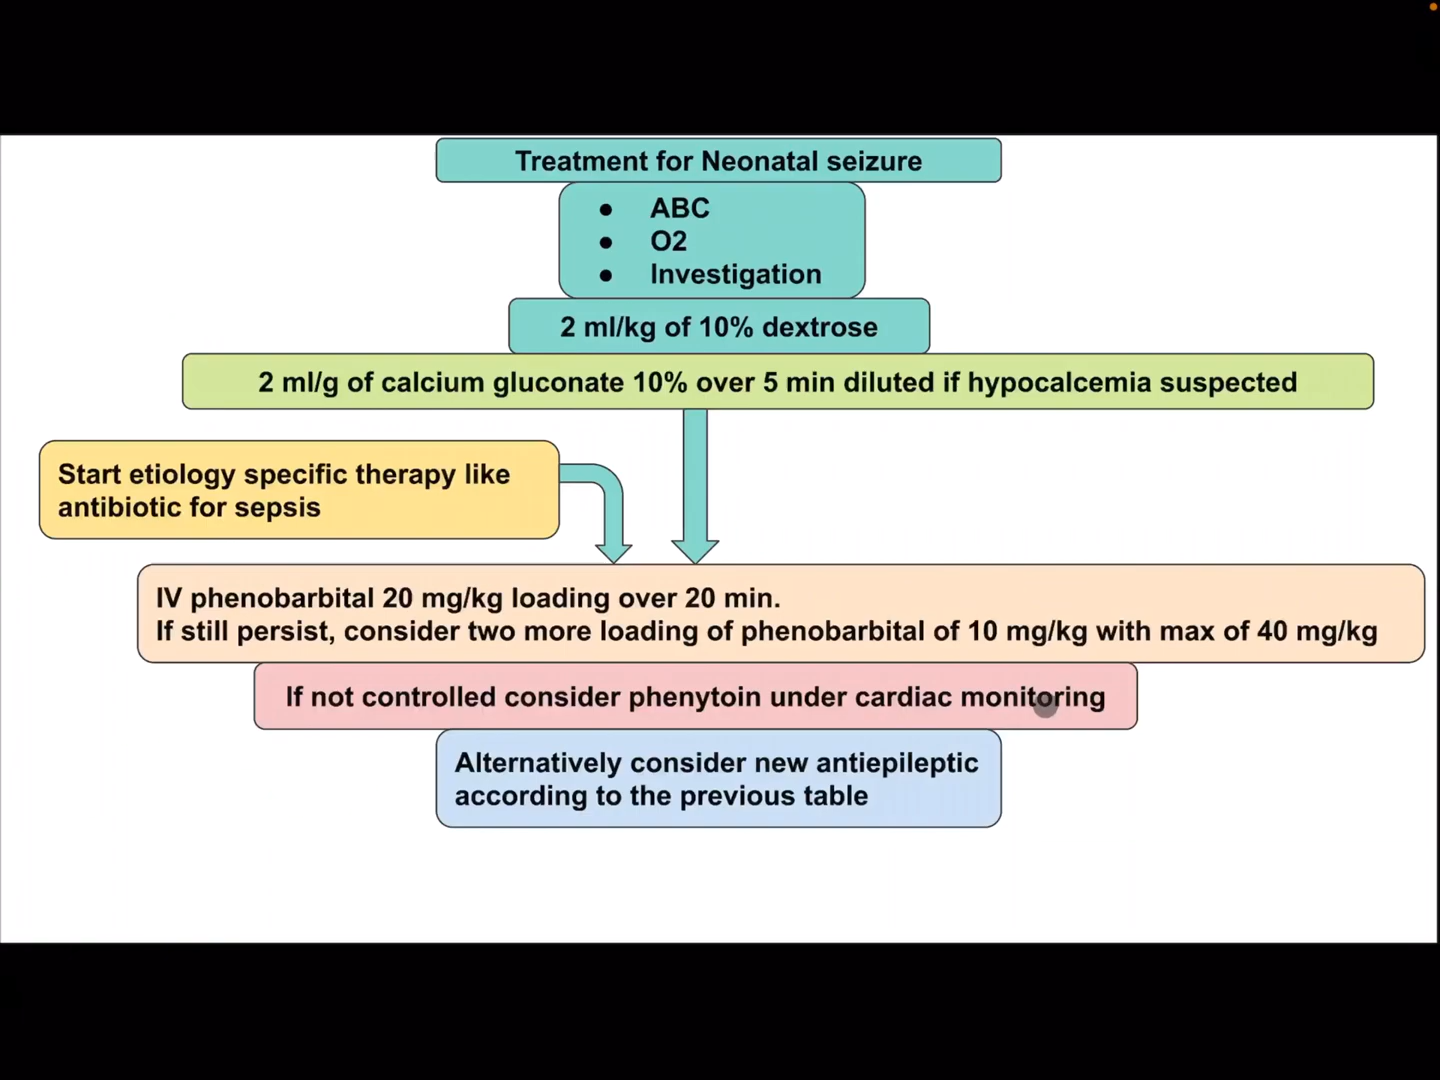 Treatment for Neonatal seizure
● ABC
● O2
● Investigation
2 ml/kg of 10% dextrose
2 ml/g of calcium gluconate 10% over 5 min diluted if hypocalcemia suspected
Start etiology specific therapy like
antibiotic for sepsis
IV phenobarbital 20 mg/kg loading over 20 min.
If still persist, consider two more loading of phenobarbital of 10 mg/kg with max of 40 mg/kg
If not controlled consider phenytoin under cardiac monitoring
Alternatively consider new antiepileptic
according to the previous table